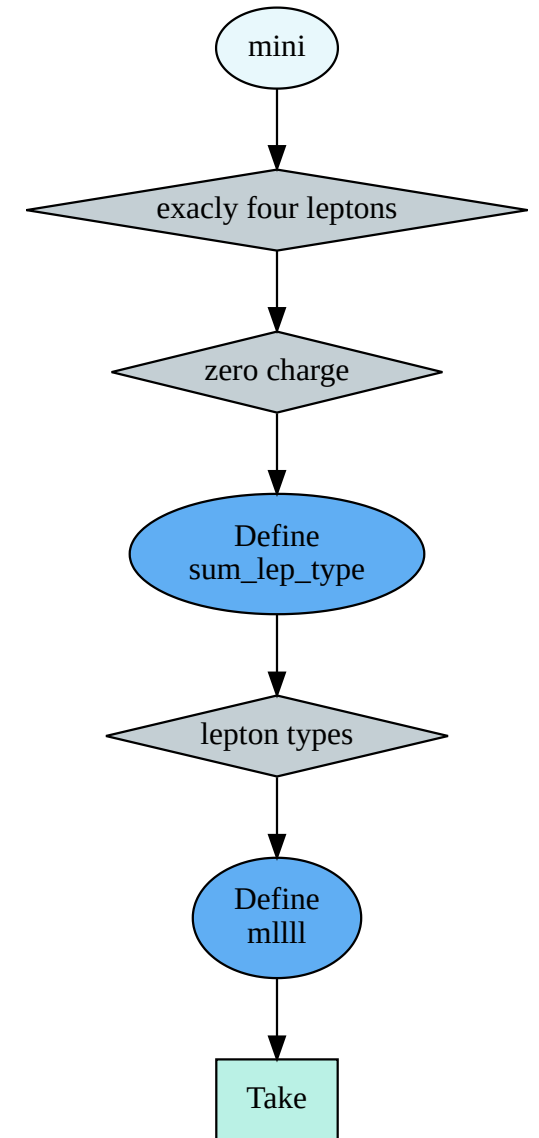 mini
exacly four leptons
zero charge
Define
sum_lep_type
lepton types
Define
mllll
Take